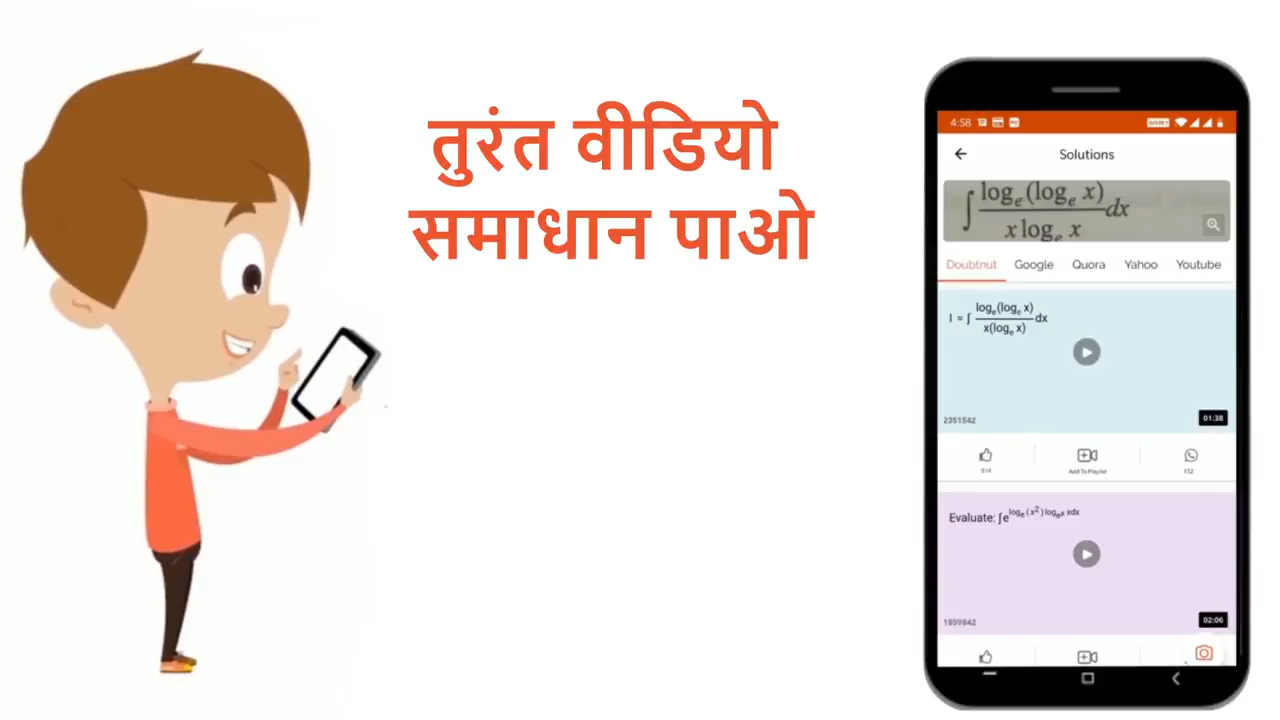 तुरंत वीडियो
समाधान पाओ
4:58
Solutions
∫ logₑ(logₑ x) / x logₑ x dx
Doubtnut Google Quora Yahoo Youtube
I = ∫ logₑ(logₑ x) / x(logₑ x) dx
2351542 01:38
914 Add To Playlist 152
Evaluate: ∫e^logₑ(x²)logₑx xdx
1859842 02:06